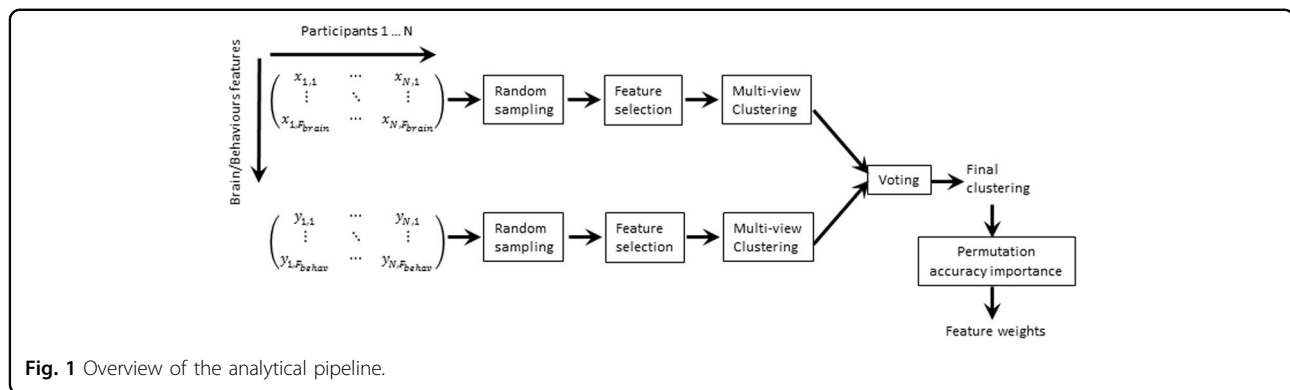 Participants 1 ... N
Brain/Behaviours features
x1,1 ⋯ xN,1
⋮ ⋱ ⋮
x1,Fbrain ⋯ xN,Fbrain
Random
sampling
Feature
selection
Multi-view
Clustering
y1,1 ⋯ yN,1
⋮ ⋱ ⋮
y1,Fbehav ⋯ yN,Fbehav
Random
sampling
Feature
selection
Multi-view
Clustering
Voting
Final
clustering
Permutation
accuracy importance
Feature weights
Fig. 1 Overview of the analytical pipeline.